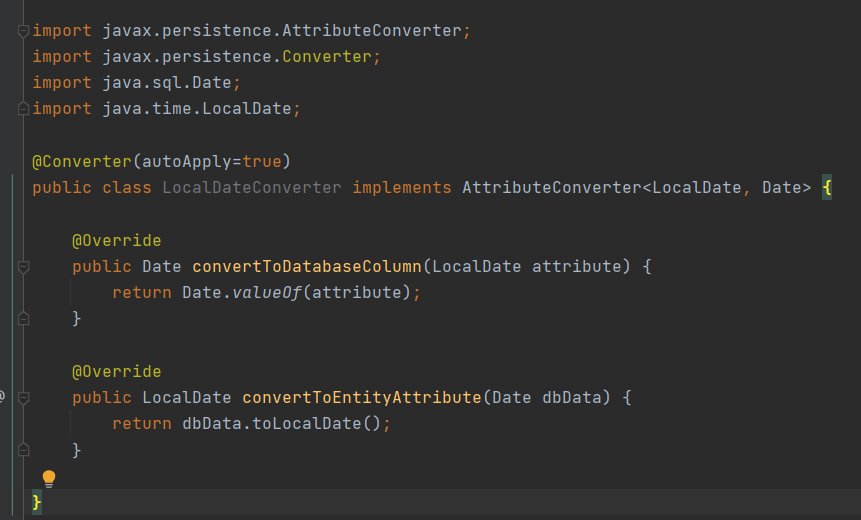 import javax.persistence.AttributeConverter;
import javax.persistence.Converter;
import java.sql.Date;
import java.time.LocalDate;
@Converter(autoApply=true)
public class LocalDateConverter implements AttributeConverter<LocalDate, Date> {
@Override
public Date convertToDatabaseColumn(LocalDate attribute) {
return Date.valueOf(attribute);
}
@Override
public LocalDate convertToEntityAttribute(Date dbData) {
return dbData.toLocalDate();
}
}